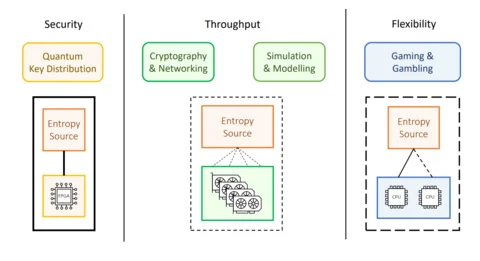 Security
Throughput
Flexibility
Quantum
Key Distribution
Cryptography
& Networking
Simulation
& Modelling
Gaming &
Gambling
Entropy
Source
FPGA
Entropy
Source
Entropy
Source
CPU
CPU